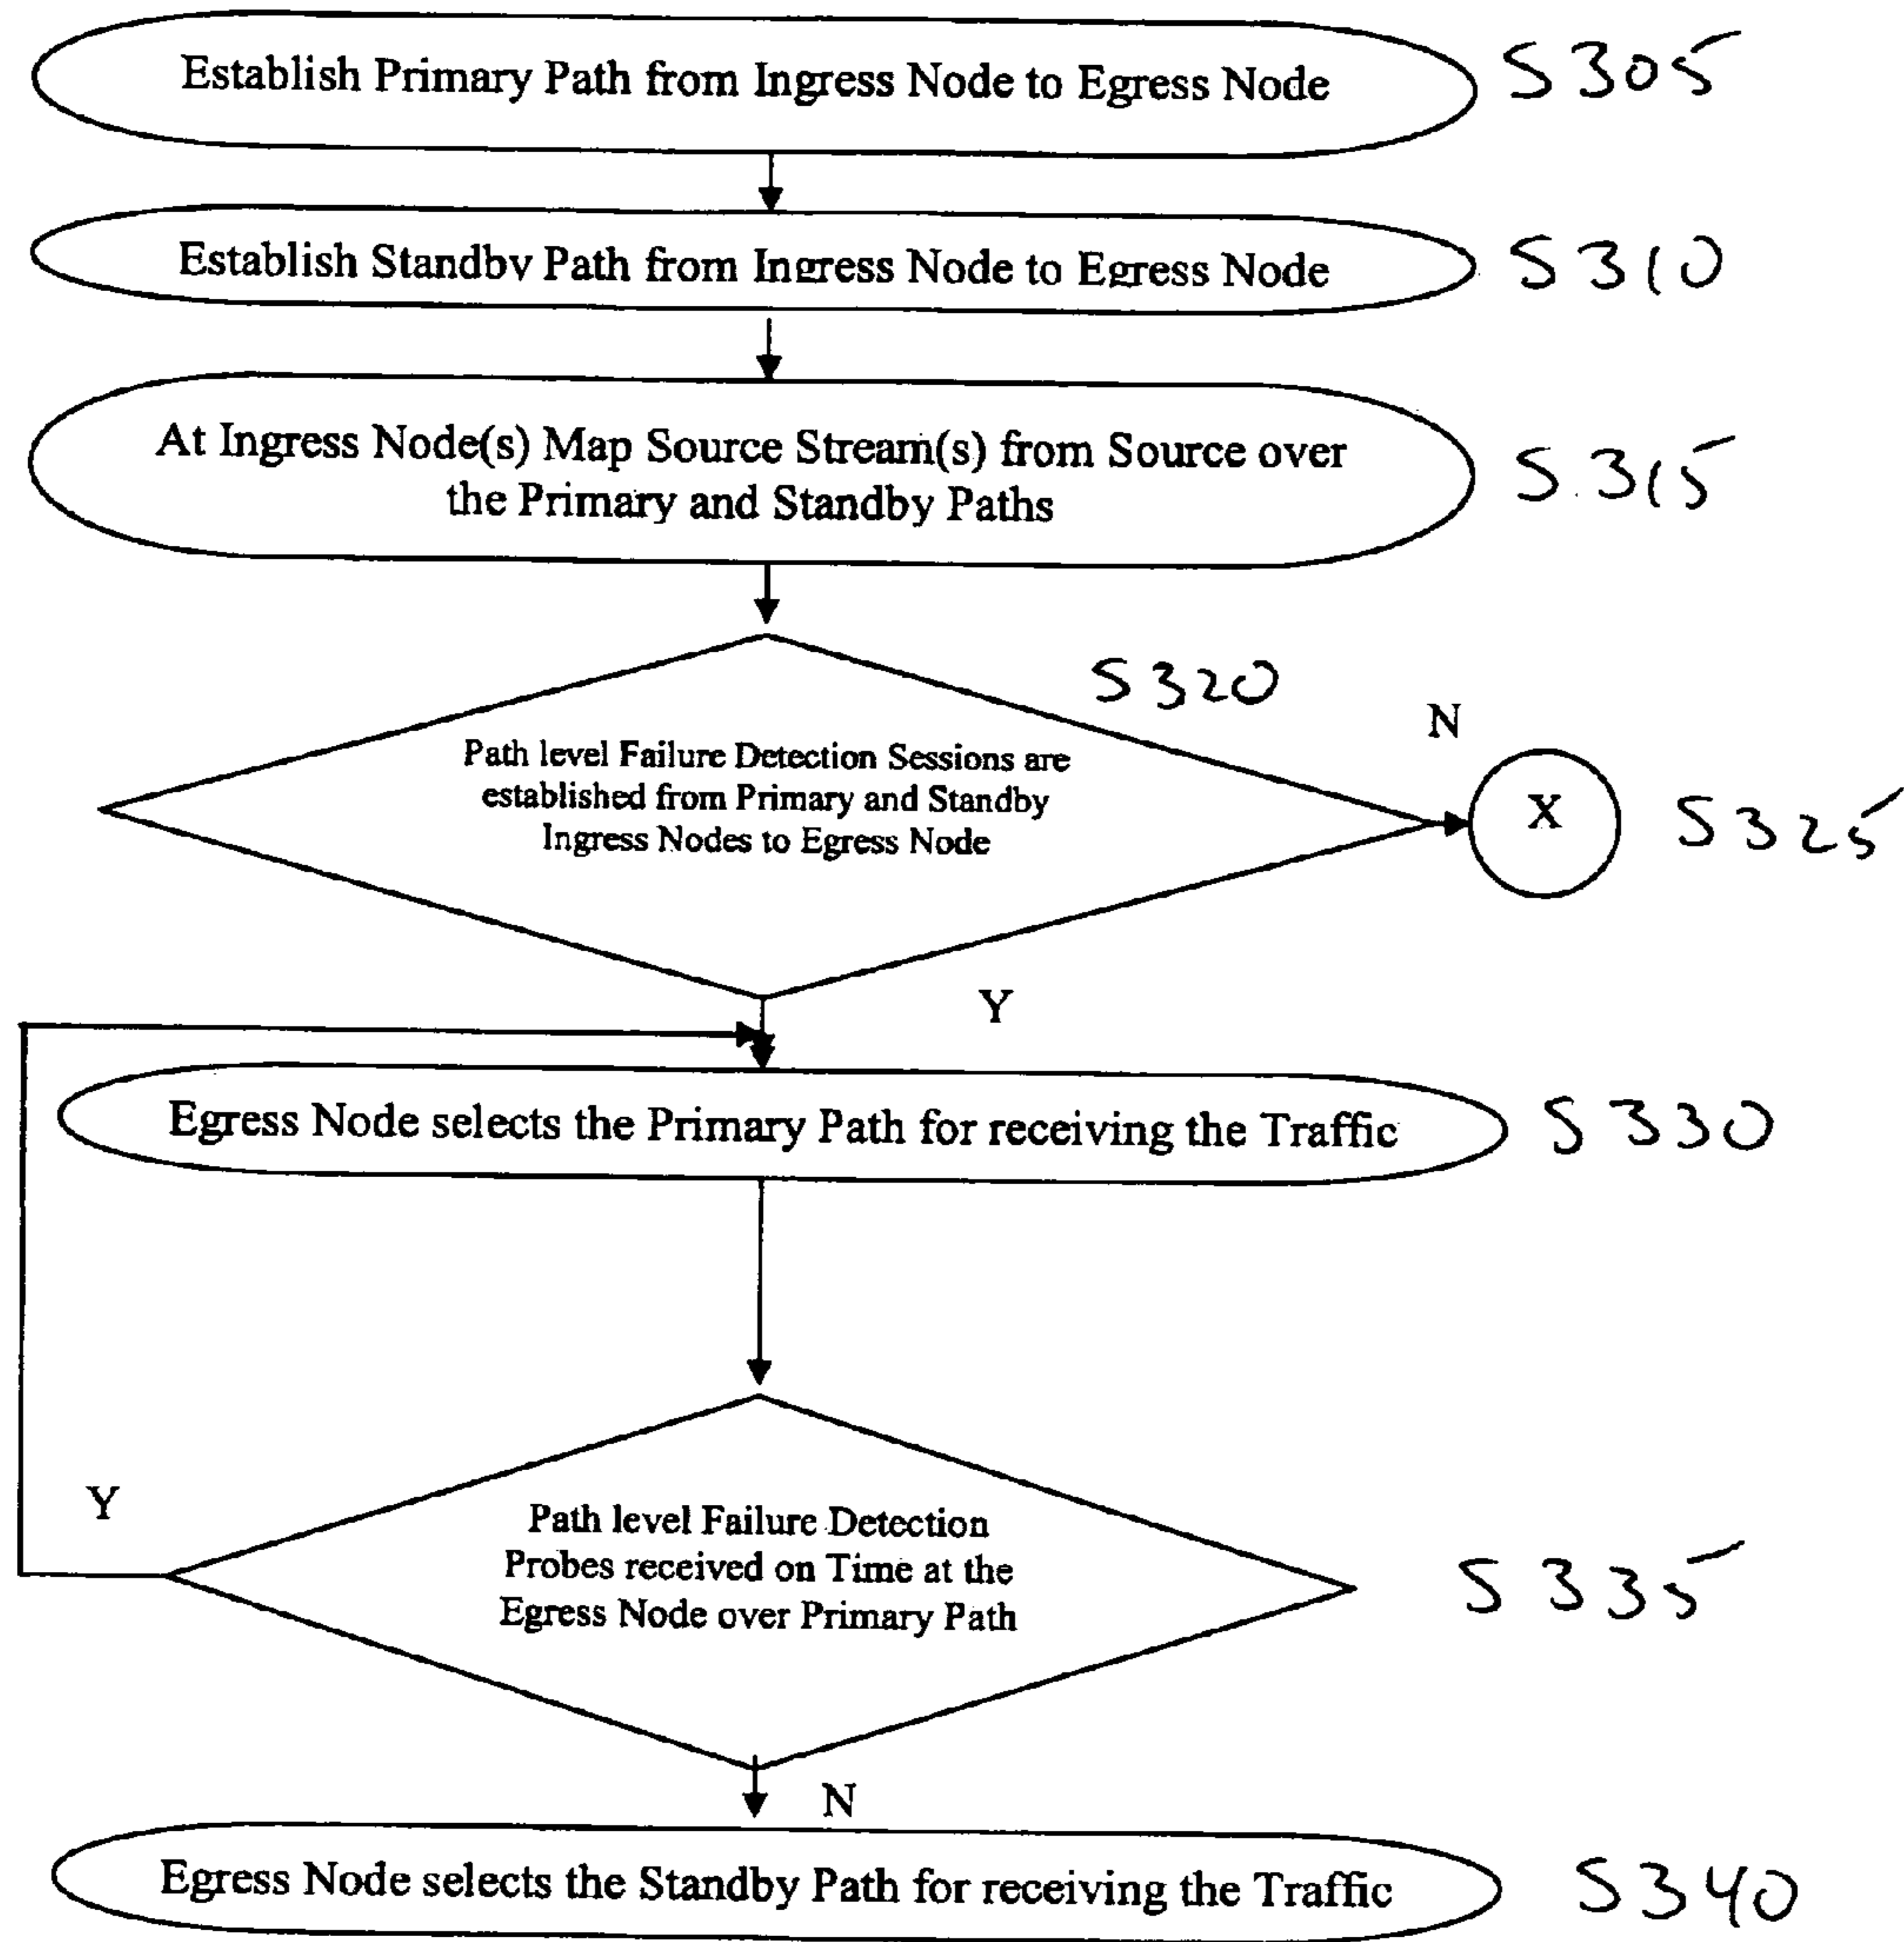 Establish Primary Path from Ingress Node to Egress Node
S305
Establish Standby Path from Ingress Node to Egress Node
S310
At Ingress Node(s) Map Source Stream(s) from Source over
the Primary and Standby Paths
S.315
S320
N
Path level Failure Detection Sessions are
established from Primary and Standby
Ingress Nodes to Egress Node
X
S325
Y
Egress Node selects the Primary Path for receiving the Traffic
S330
Y
Path level Failure Detection
Probes received on Time at the
Egress Node over Primary Path
S335
N
Egress Node selects the Standby Path for receiving the Traffic
S340